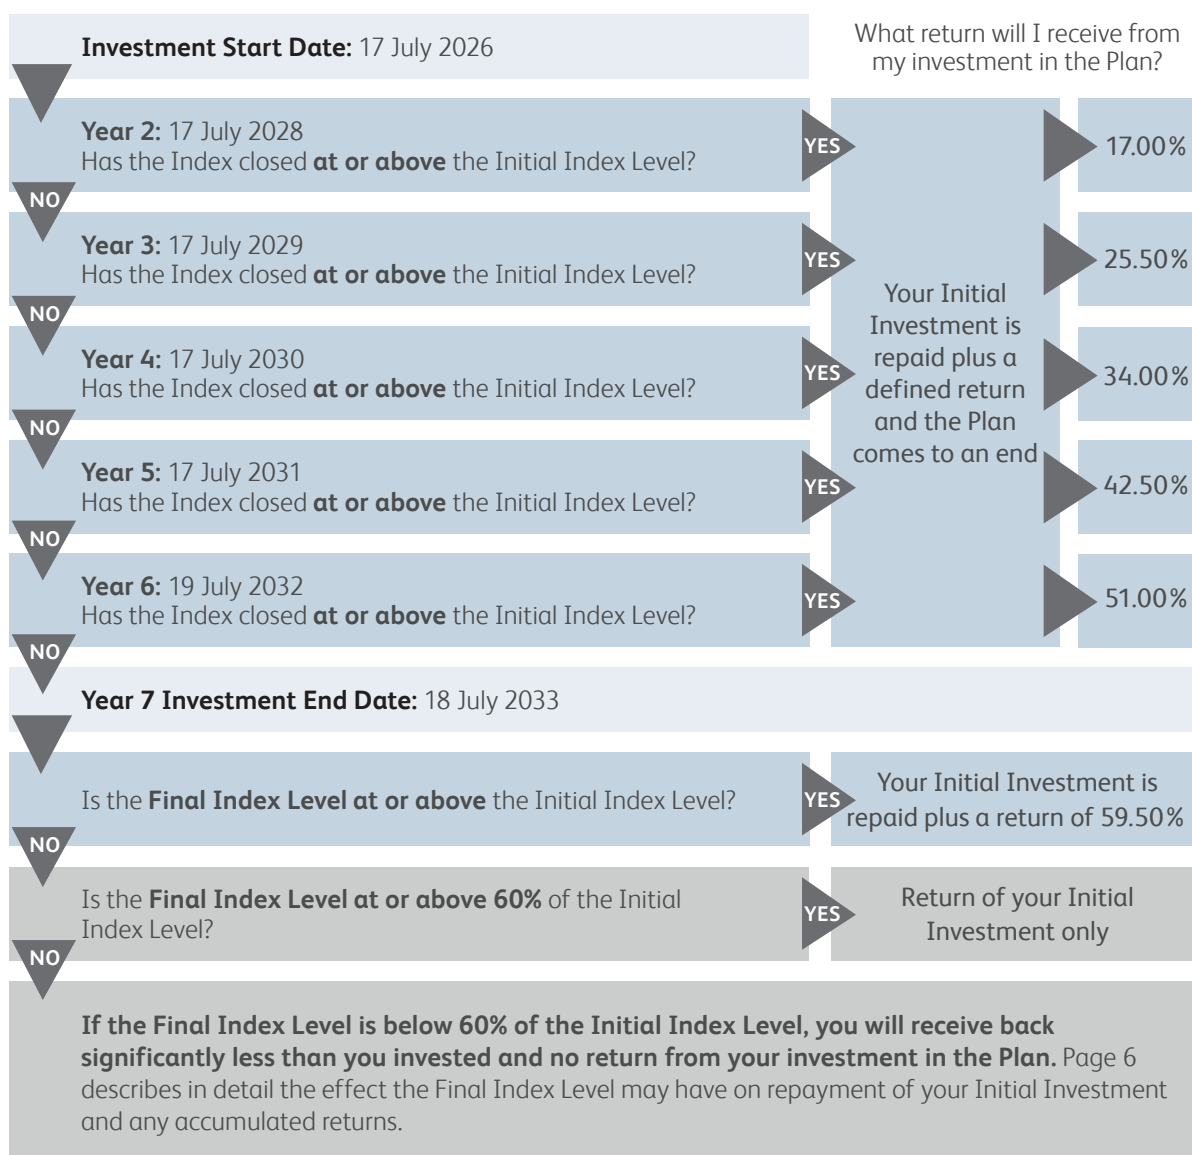 Investment Start Date: 17 July 2026
What return will I receive from
my investment in the Plan?
Year 2: 17 July 2028
Has the Index closed at or above the Initial Index Level?
YES
17.00%
NO
Year 3: 17 July 2029
Has the Index closed at or above the Initial Index Level?
YES
25.50%
NO
Year 4: 17 July 2030
Has the Index closed at or above the Initial Index Level?
YES
34.00%
NO
Year 5: 17 July 2031
Has the Index closed at or above the Initial Index Level?
YES
42.50%
NO
Year 6: 19 July 2032
Has the Index closed at or above the Initial Index Level?
YES
51.00%
Your Initial
Investment is
repaid plus a
defined return
and the Plan
comes to an end
NO
Year 7 Investment End Date: 18 July 2033
Is the Final Index Level at or above the Initial Index Level?
YES
Your Initial Investment is
repaid plus a return of 59.50%
NO
Is the Final Index Level at or above 60% of the Initial
Index Level?
YES
Return of your Initial
Investment only
NO
If the Final Index Level is below 60% of the Initial Index Level, you will receive back
significantly less than you invested and no return from your investment in the Plan. Page 6
describes in detail the effect the Final Index Level may have on repayment of your Initial Investment
and any accumulated returns.